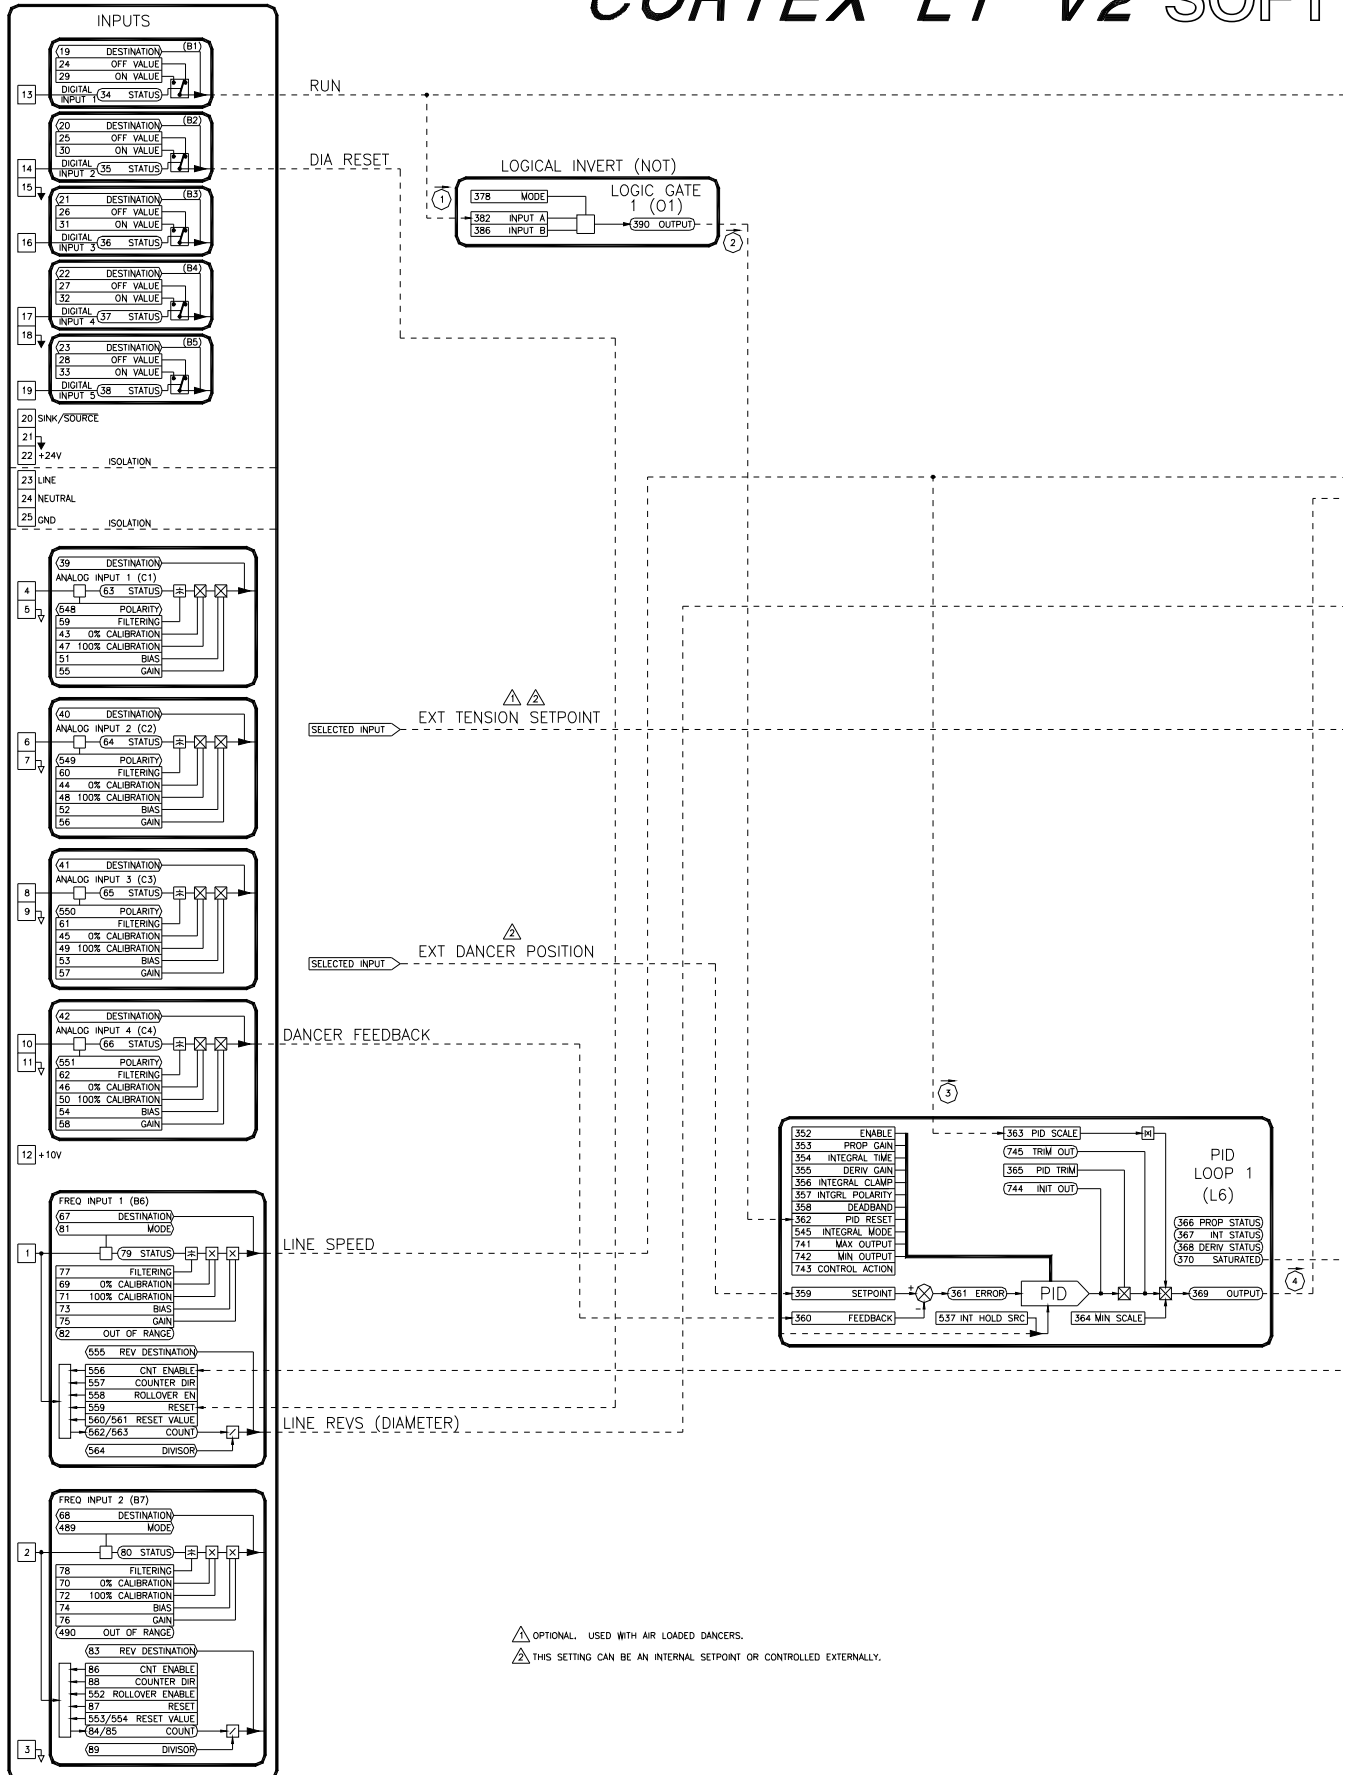 CORTEX LT V2 SOFT
INPUTS
19 DESTINATION (B1)
24 OFF VALUE
29 ON VALUE
13 DIGITAL INPUT 1 34 STATUS
RUN
20 DESTINATION (B2)
25 OFF VALUE
30 ON VALUE
14 DIGITAL INPUT 2 35 STATUS
DIA RESET
15
21 DESTINATION (B3)
26 OFF VALUE
31 ON VALUE
16 DIGITAL INPUT 3 36 STATUS
22 DESTINATION (B4)
27 OFF VALUE
32 ON VALUE
17 DIGITAL INPUT 4 37 STATUS
18
23 DESTINATION (B5)
28 OFF VALUE
33 ON VALUE
19 DIGITAL INPUT 5 38 STATUS
20 SINK/SOURCE
21
22 +24V
ISOLATION
23 LINE
24 NEUTRAL
25 GND
ISOLATION
LOGICAL INVERT (NOT)
1
378 MODE
LOGIC GATE
1 (O1)
382 INPUT A
386 INPUT B
390 OUTPUT
2
39 DESTINATION
ANALOG INPUT 1 (C1)
4 63 STATUS
5
548 POLARITY
59 FILTERING
43 0% CALIBRATION
47 100% CALIBRATION
51 BIAS
55 GAIN
40 DESTINATION
ANALOG INPUT 2 (C2)
6 64 STATUS
7
549 POLARITY
60 FILTERING
44 0% CALIBRATION
48 100% CALIBRATION
52 BIAS
56 GAIN
1 2
SELECTED INPUT EXT TENSION SETPOINT
41 DESTINATION
ANALOG INPUT 3 (C3)
8 65 STATUS
9
550 POLARITY
61 FILTERING
45 0% CALIBRATION
49 100% CALIBRATION
53 BIAS
57 GAIN
2
SELECTED INPUT EXT DANCER POSITION
42 DESTINATION
ANALOG INPUT 4 (C4)
10 66 STATUS
11
551 POLARITY
62 FILTERING
46 0% CALIBRATION
50 100% CALIBRATION
54 BIAS
58 GAIN
DANCER FEEDBACK
12 +10V
3
352 ENABLE
353 PROP GAIN
354 INTEGRAL TIME
355 DERIV GAIN
356 INTEGRAL CLAMP
357 INTGRL POLARITY
358 DEADBAND
362 PID RESET
545 INTEGRAL MODE
741 MAX OUTPUT
742 MIN OUTPUT
743 CONTROL ACTION
359 SETPOINT
360 FEEDBACK
363 PID SCALE
745 TRIM OUT
365 PID TRIM
744 INIT OUT
PID
LOOP 1
(L6)
366 PROP STATUS
367 INT STATUS
368 DERIV STATUS
370 SATURATED
4
+
-
361 ERROR
PID
369 OUTPUT
537 INT HOLD SRC
364 MIN SCALE
FREQ INPUT 1 (B6)
67 DESTINATION
81 MODE
1 79 STATUS
LINE SPEED
77 FILTERING
69 0% CALIBRATION
71 100% CALIBRATION
73 BIAS
75 GAIN
82 OUT OF RANGE
555 REV DESTINATION
556 CNT ENABLE
557 COUNTER DIR
558 ROLLOVER EN
559 RESET
560/561 RESET VALUE
562/563 COUNT
564 DIVISOR
LINE REVS (DIAMETER)
FREQ INPUT 2 (B7)
68 DESTINATION
489 MODE
2 80 STATUS
78 FILTERING
70 0% CALIBRATION
72 100% CALIBRATION
74 BIAS
76 GAIN
490 OUT OF RANGE
83 REV DESTINATION
86 CNT ENABLE
88 COUNTER DIR
552 ROLLOVER ENABLE
87 RESET
553/554 RESET VALUE
84/85 COUNT
89 DIVISOR
3
1 OPTIONAL. USED WITH AIR LOADED DANCERS.
2 THIS SETTING CAN BE AN INTERNAL SETPOINT OR CONTROLLED EXTERNALLY.